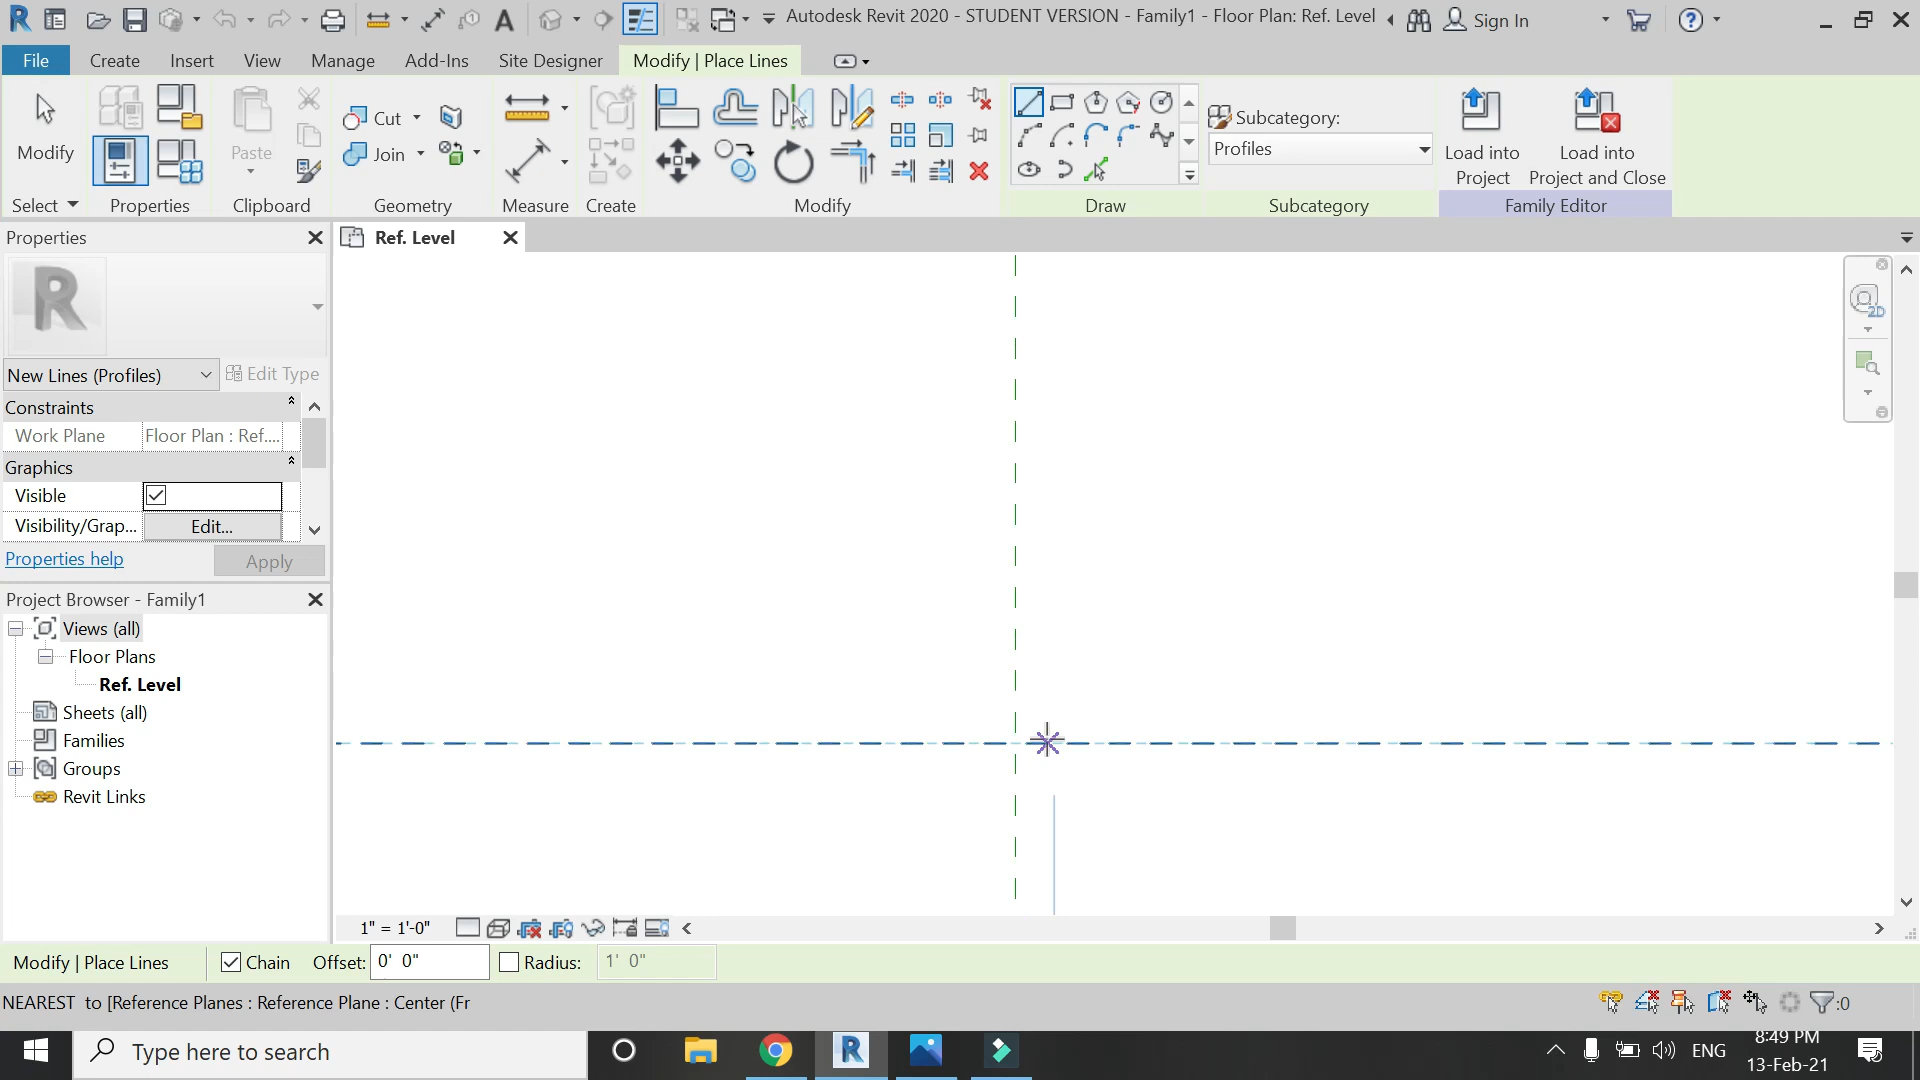 Autodesk Revit 2020 - STUDENT VERSION - Family1 - Floor Plan: Ref. Level
Sign In
File
Create
Insert
View
Manage
Add-Ins
Site Designer
Modify | Place Lines
Modify
Paste
Cut
Join
Subcategory:
Profiles
Load into
Project
Load into
Project and Close
Select
Properties
Clipboard
Geometry
Measure
Create
Modify
Draw
Subcategory
Family Editor
Properties
Ref. Level
R
2D
New Lines (Profiles)
Edit Type
Constraints
Work Plane
Floor Plan : Ref....
Graphics
Visible
Visibility/Grap...
Edit...
Properties help
Apply
Project Browser - Family1
Views (all)
Floor Plans
Ref. Level
Sheets (all)
Families
Groups
Revit Links
1" = 1'-0"
Modify | Place Lines
Chain
Offset:
0' 0"
Radius:
1' 0"
NEAREST to [Reference Planes : Reference Plane : Center (Fr
:0
Type here to search
ENG
8:49 PM
13-Feb-21